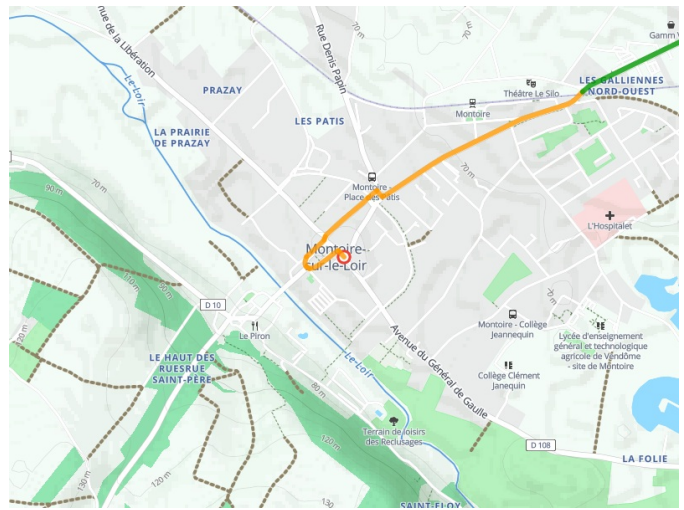 Avenue de la Libération
Rue Denis Papin
70 m
70 m
Gamm V
Le-Loir
PRAZAY
Théâtre Le Silo
LES GALLIENNES
NORD-OUEST
LES PATIS
Montoire
LA PRAIRIE
DE PRAZAY
70 m
90 m
Montoire -
Place des Pâtis
L'Hospitalet
Montoire-
sur-le-Loir
D 10
70 m
Le Piron
Montoire - Collège
Jeannequin
Lycée d'enseignement
général et technologique
agricole de Vendôme
- site de Montoire
LE HAUT DES
RUESRUE
SAINT-PÈRE
Le-Loir
Avenue du Général de Gaulle
Collège Clément
Janequin
120 m
80 m
Terrain de loisirs
des Reclusages
D 108
LA FOLIE
120 m
130 m
110 m
SAINT-ELOY